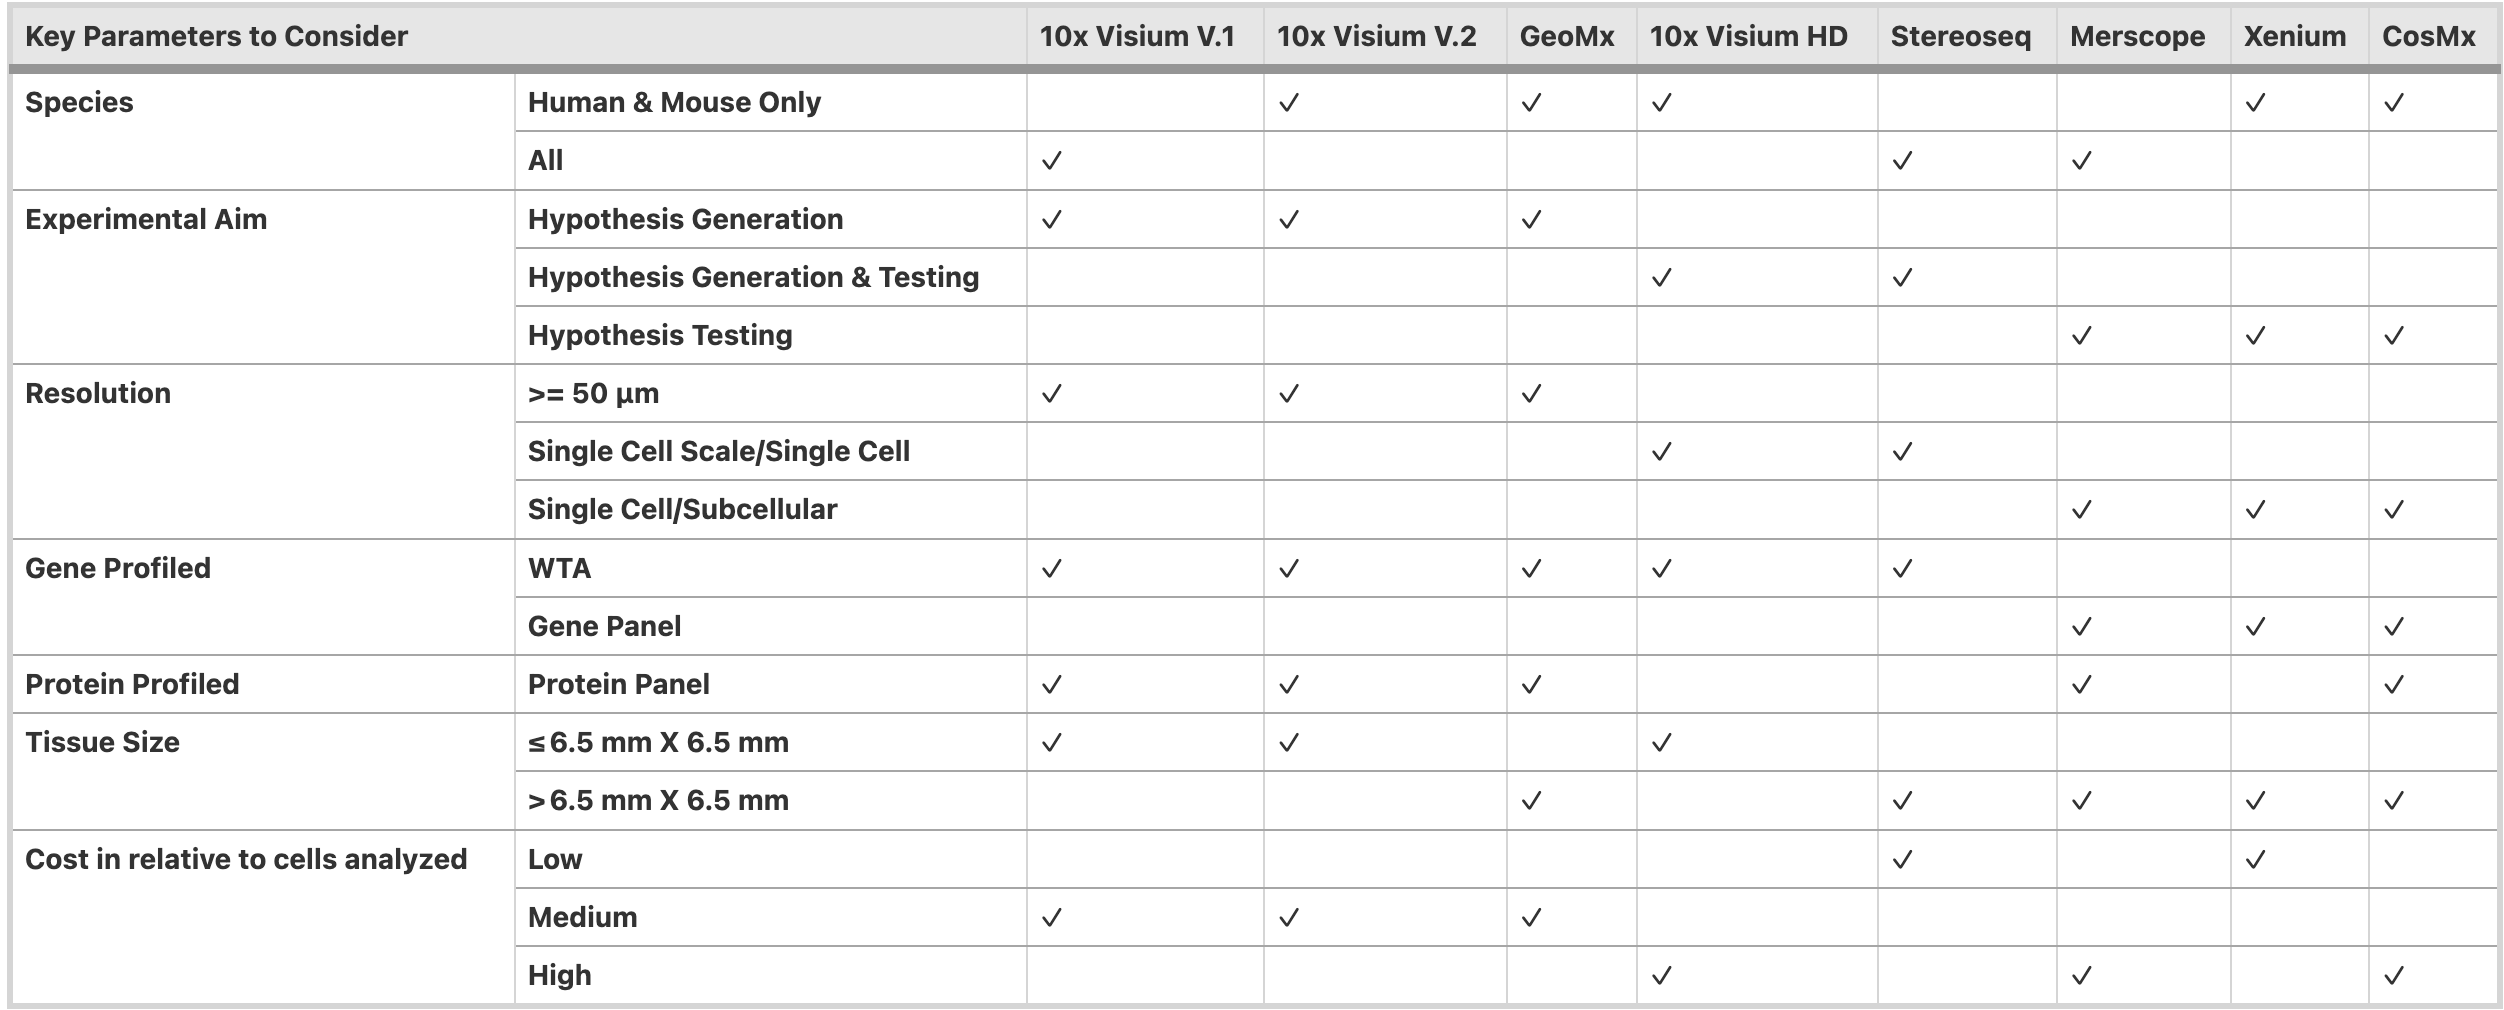 Key Parameters to Consider 10x Visium V.1 10x Visium V.2 GeoMx 10x Visium HD Stereoseq Merscope Xenium CosMx
Species Human & Mouse Only ✓ ✓ ✓ ✓ ✓
All ✓ ✓ ✓
Experimental Aim Hypothesis Generation ✓ ✓ ✓
Hypothesis Generation & Testing ✓ ✓
Hypothesis Testing ✓ ✓ ✓
Resolution >= 50 µm ✓ ✓ ✓
Single Cell Scale/Single Cell ✓ ✓
Single Cell/Subcellular ✓ ✓ ✓
Gene Profiled WTA ✓ ✓ ✓ ✓ ✓
Gene Panel ✓ ✓ ✓
Protein Profiled Protein Panel ✓ ✓ ✓ ✓ ✓
Tissue Size ≤ 6.5 mm X 6.5 mm ✓ ✓ ✓
> 6.5 mm X 6.5 mm ✓ ✓ ✓ ✓ ✓
Cost in relative to cells analyzed Low ✓ ✓
Medium ✓ ✓ ✓
High ✓ ✓ ✓